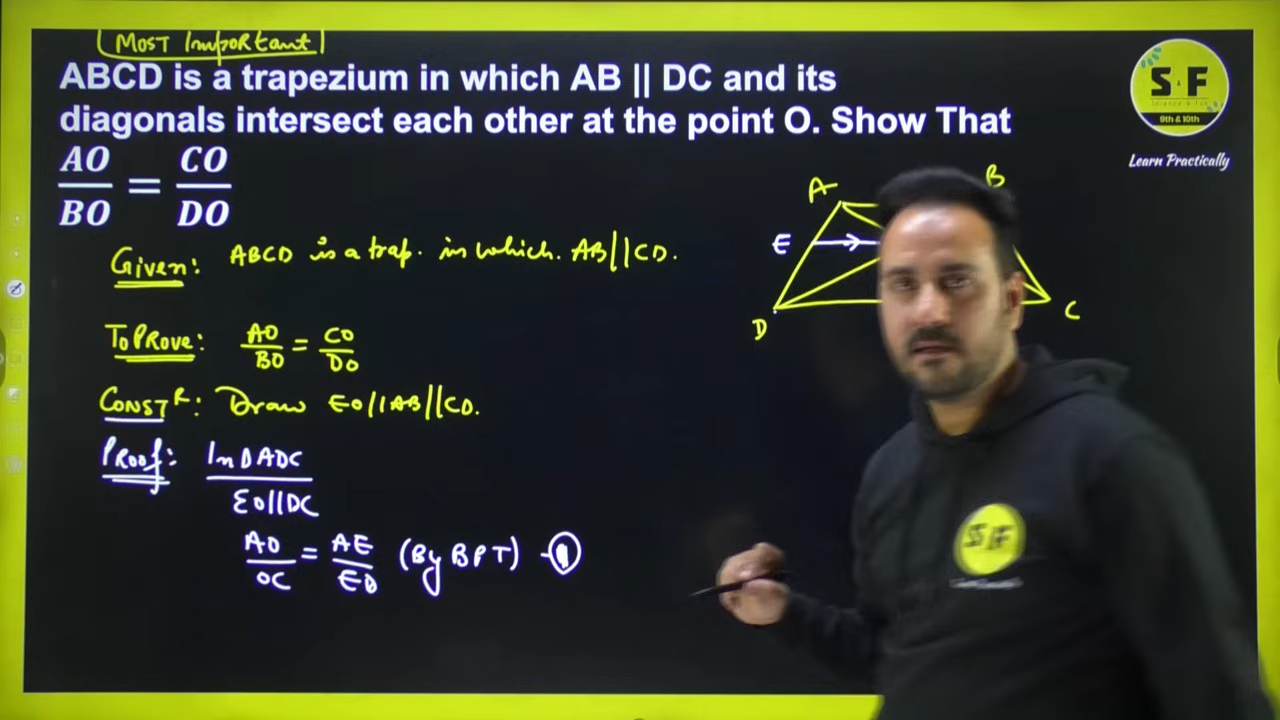 MOST Important
ABCD is a trapezium in which AB || DC and its
diagonals intersect each other at the point O. Show That
AO/BO = CO/DO
S F
9th & 10th
Learn Practically
A
B
E
D
C
Given: ABCD is a trap. in which. AB||CD.
To Prove: AO/BO = CO/DO
CONSTR: Draw EO||AB||CD.
Proof: In Δ ADC
EO||DC
AO/OC = AE/ED (By BPT) -1
SF